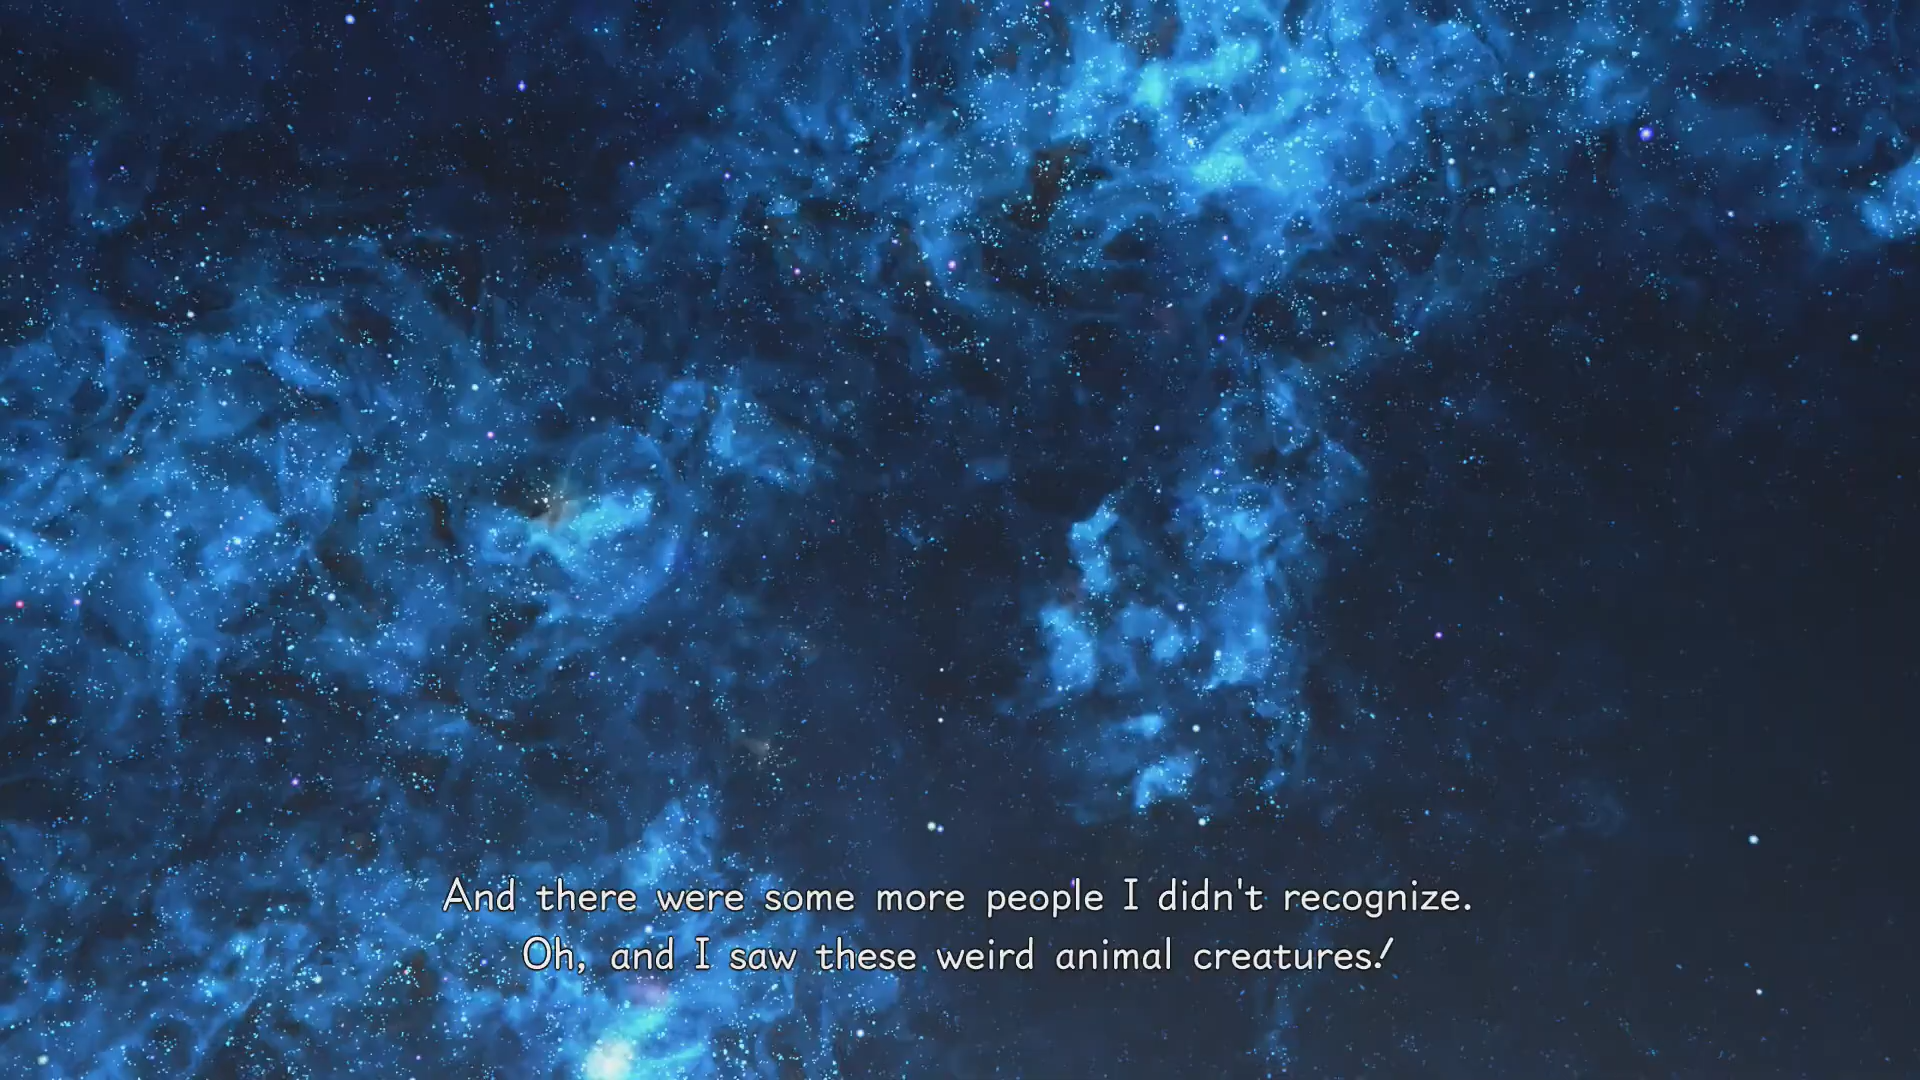 And there were some more people I didn't recognize.
Oh, and I saw these weird animal creatures!